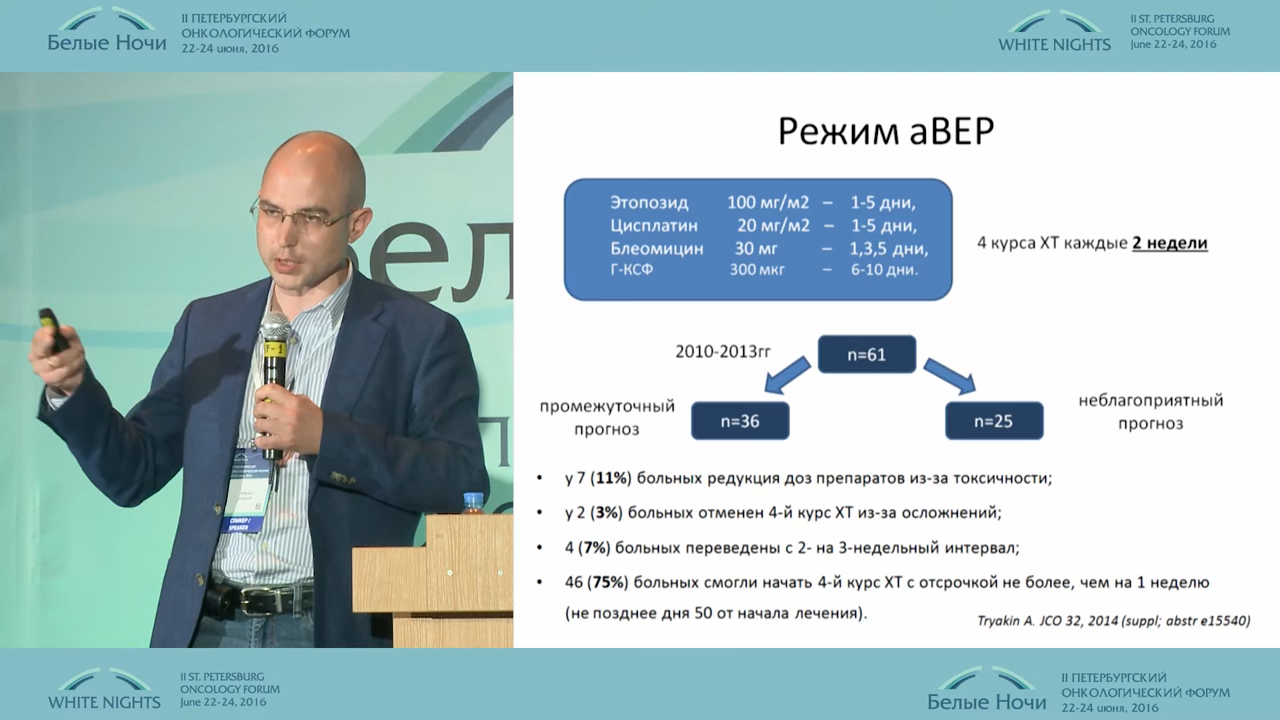 Белые Ночи
II ПЕТЕРБУРГСКИЙ
ОНКОЛОГИЧЕСКИЙ ФОРУМ
22-24 июня, 2016
WHITE NIGHTS
II ST. PETERSBURG
ONCOLOGY FORUM
June 22-24, 2016
Бел
F-1
СПИКЕР /
SPEAKER
Режим аВЕР
Этопозид 100 мг/м2 – 1-5 дни,
Цисплатин 20 мг/м2 – 1-5 дни,
Блеомицин 30 мг – 1,3,5 дни,
Г-КСФ 300 мкг – 6-10 дни.
4 курса ХТ каждые 2 недели
2010-2013гг
n=61
промежуточный
прогноз
n=36
n=25
неблагоприятный
прогноз
• у 7 (11%) больных редукция доз препаратов из-за токсичности;
• у 2 (3%) больных отменен 4-й курс ХТ из-за осложнений;
• 4 (7%) больных переведены с 2- на 3-недельный интервал;
• 46 (75%) больных смогли начать 4-й курс ХТ с отсрочкой не более, чем на 1 неделю
(не позднее дня 50 от начала лечения).
Tryakin A. JCO 32, 2014 (suppl; abstr e15540)
WHITE NIGHTS
II ST. PETERSBURG
ONCOLOGY FORUM
June 22-24, 2016
Белые Ночи
II ПЕТЕРБУРГСКИЙ
ОНКОЛОГИЧЕСКИЙ ФОРУМ
22-24 июня, 2016